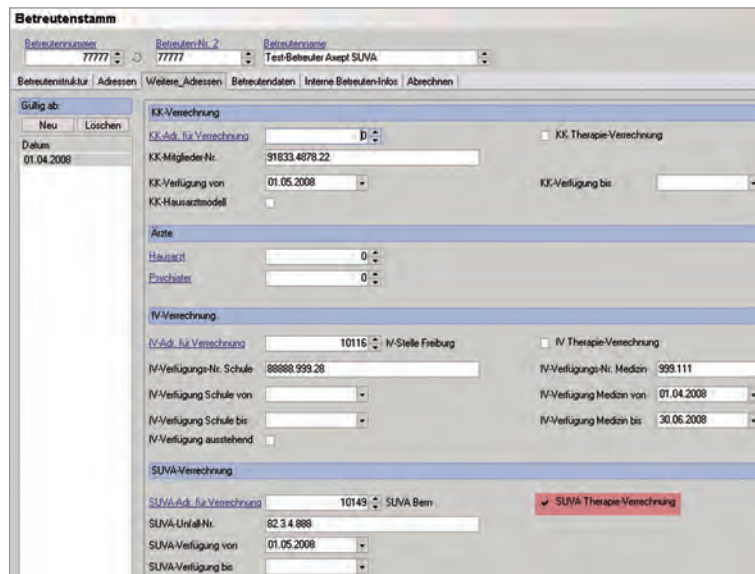 Betreutenstamm
Betreutennummer Betreuten-Nr. 2 Betreutenname
77777 77777 Test-Betreuter Axept SUVA
Betreutenstruktur Adressen Weitere_Adressen Betreutendaten Interne Betreuten-Infos Abrechnen
Gültig ab:
Neu Löschen
Datum
01.04.2008
KK-Verrechnung
KK-Adr. für Verrechnung 0 KK Therapie-Verrechnung
KK-Mitglieder-Nr. 91833.4878.22
KK-Verfügung von 01.05.2008 KK-Verfügung bis
KK-Hausarztmodell
Ärzte
Hausarzt 0
Psychiater 0
IV-Verrechnung
IV-Adr. für Verrechnung 10116 IV-Stelle Freiburg IV Therapie-Verrechnung
IV-Verfügungs-Nr. Schule 88888.999.28 IV-Verfügungs-Nr. Medizin 999.111
IV-Verfügung Schule von IV-Verfügung Medizin von 01.04.2008
IV-Verfügung Schule bis IV-Verfügung Medizin bis 30.06.2008
IV-Verfügung ausstehend
SUVA-Verrechnung
SUVA-Adr. für Verrechnung 10149 SUVA Bern SUVA Therapie-Verrechnung
SUVA-Unfall-Nr. 82.3.4.888
SUVA-Verfügung von 01.05.2008
SUVA-Verfügung bis